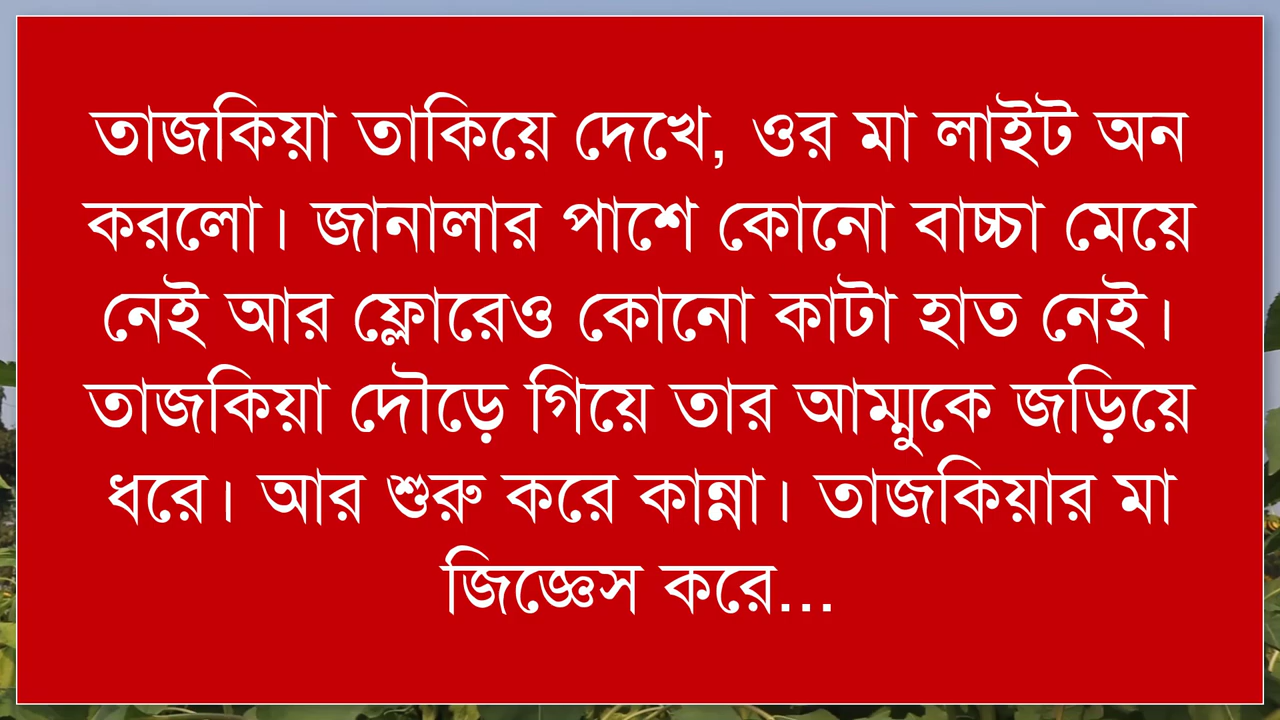 তাজকিয়া তাকিয়ে দেখে, ওর মা লাইট অন
করলো। জানালার পাশে কোনো বাচ্চা মেয়ে
নেই আর ফ্লোরেও কোনো কাটা হাত নেই।
তাজকিয়া দৌড়ে গিয়ে তার আম্মুকে জড়িয়ে
ধরে। আর শুরু করে কান্না। তাজকিয়ার মা
জিজ্ঞেস করে...